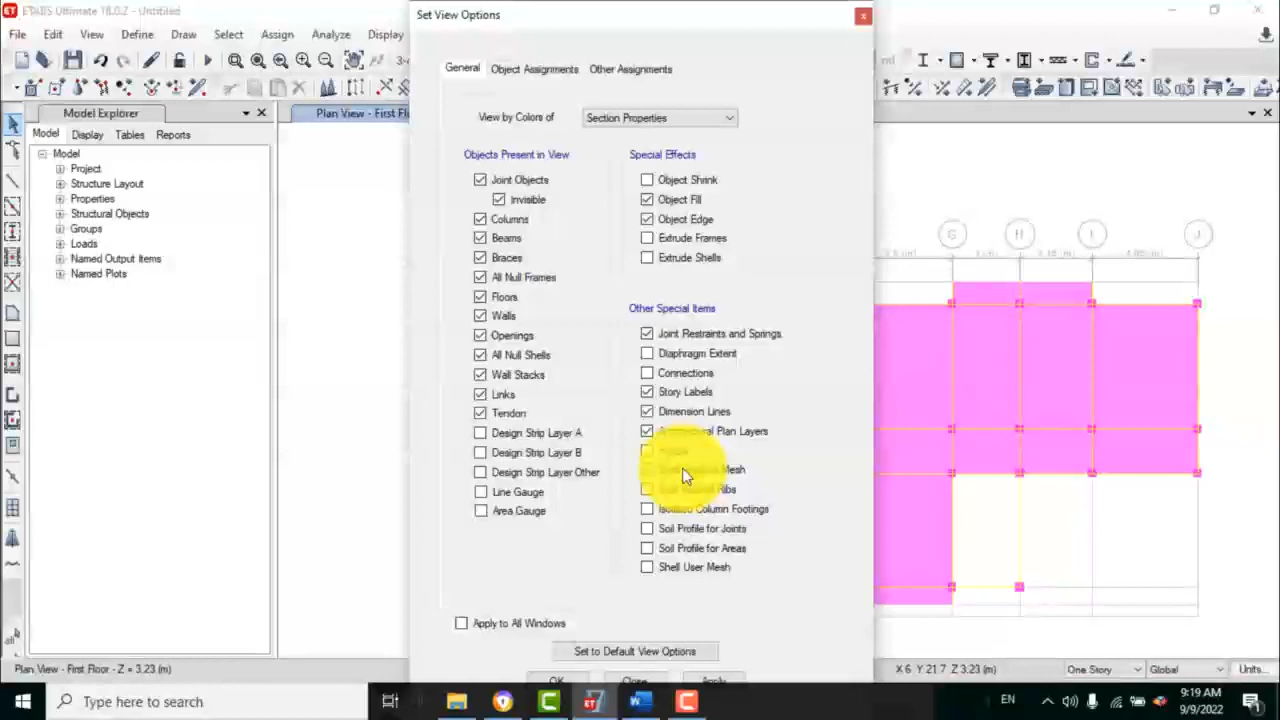 ETABS Ultimate 18.0.2 - Untitled
Set View Options
File Edit View Define Draw Select Assign Analyze Display
General Object Assignments Other Assignments
Model Explorer
Plan View - First Fl
View by Colors of Section Properties
Model Display Tables Reports
Model
Project
Structure Layout
Properties
Structural Objects
Groups
Loads
Named Output Items
Named Plots
Objects Present in View
Joint Objects
Invisible
Columns
Beams
Braces
All Null Frames
Floors
Walls
Openings
All Null Shells
Wall Stacks
Links
Tendon
Design Strip Layer A
Design Strip Layer B
Design Strip Layer Other
Line Gauge
Area Gauge
Special Effects
Object Shrink
Object Fill
Object Edge
Extrude Frames
Extrude Shells
Other Special Items
Joint Restraints and Springs
Diaphragm Extent
Connections
Story Labels
Dimension Lines
Plan Layers
Mesh
Ribs
Isolated Column Footings
Soil Profile for Joints
Soil Profile for Areas
Shell User Mesh
G H I J
Apply to All Windows
Set to Default View Options
OK Close Apply
Plan View - First Floor - Z = 3.23 (m)
X 6 Y 21.7 Z 3.23 (m)
One Story
Global
Units...
Type here to search
EN
9:19 AM
9/9/2022